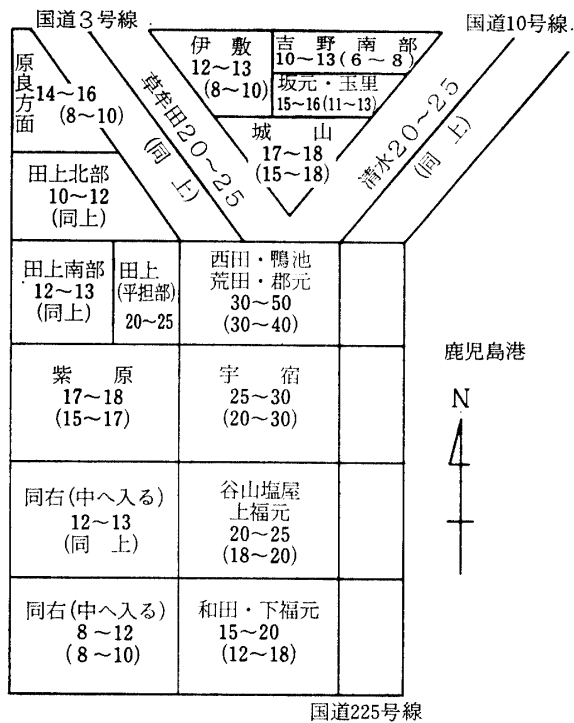 国道3号線
国道10号線
原良方面
14～16
(8～10)
草牟田20～25
(同上)
伊敷
12～13
(8～10)
吉野南部
10～13(6～8)
坂元・玉里
15～16(11～13)
城山
17～18
(15～18)
清水20～25
(同上)
田上北部
10～12
(同上)
田上南部
12～13
(同上)
田上
(平担部)
20～25
西田・鴨池
荒田・郡元
30～50
(30～40)
鹿児島港
N
紫原
17～18
(15～17)
宇宿
25～30
(20～30)
同右(中へ入る)
12～13
(同上)
谷山塩屋
上福元
20～25
(18～20)
同右(中へ入る)
8～12
(8～10)
和田・下福元
15～20
(12～18)
国道225号線